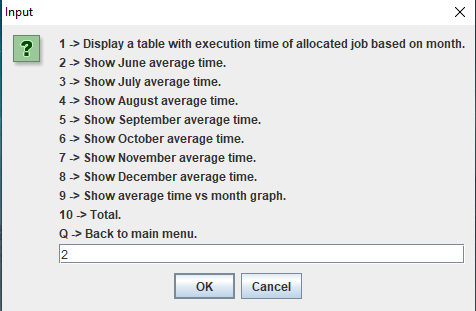 Input
1 -> Display a table with execution time of allocated job based on month.
2 -> Show June average time.
3 -> Show July average time.
4 -> Show August average time.
5 -> Show September average time.
6 -> Show October average time.
7 -> Show November average time.
8 -> Show December average time.
9 -> Show average time vs month graph.
10 -> Total.
Q -> Back to main menu.
2
OK Cancel